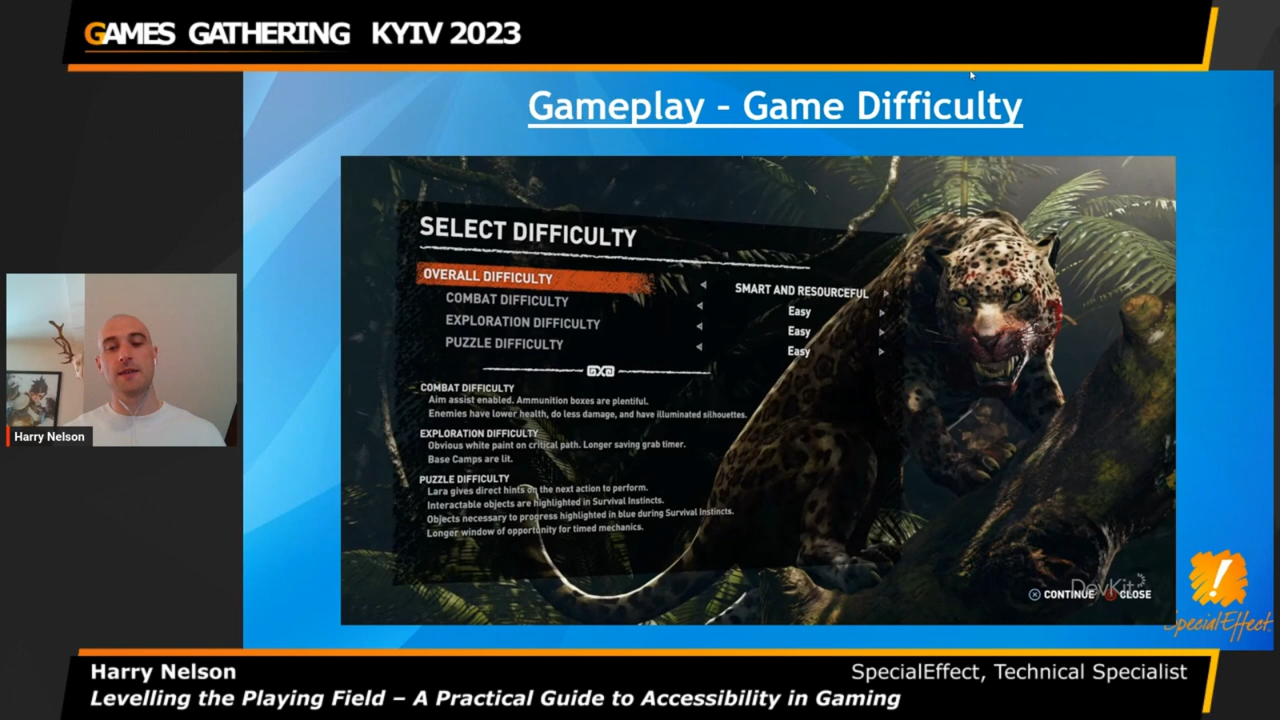 GAMES GATHERING KYIV 2023
Gameplay – Game Difficulty
SELECT DIFFICULTY
OVERALL DIFFICULTY SMART AND RESOURCEFUL
COMBAT DIFFICULTY Easy
EXPLORATION DIFFICULTY Easy
PUZZLE DIFFICULTY Easy
COMBAT DIFFICULTY
Aim assist enabled. Ammunition boxes are plentiful.
Enemies have lower health, do less damage, and have illuminated silhouettes.
EXPLORATION DIFFICULTY
Obvious white paint on critical path. Longer saving grab timer.
Base Camps are lit.
PUZZLE DIFFICULTY
Lara gives direct hints on the next action to perform.
Interactable objects are highlighted in Survival Instincts.
Objects necessary to progress highlighted in blue during Survival Instincts.
Longer window of opportunity for timed mechanics.
DevKit
CONTINUE CLOSE
SpecialEffect
Harry Nelson
Harry Nelson SpecialEffect, Technical Specialist
Levelling the Playing Field – A Practical Guide to Accessibility in Gaming